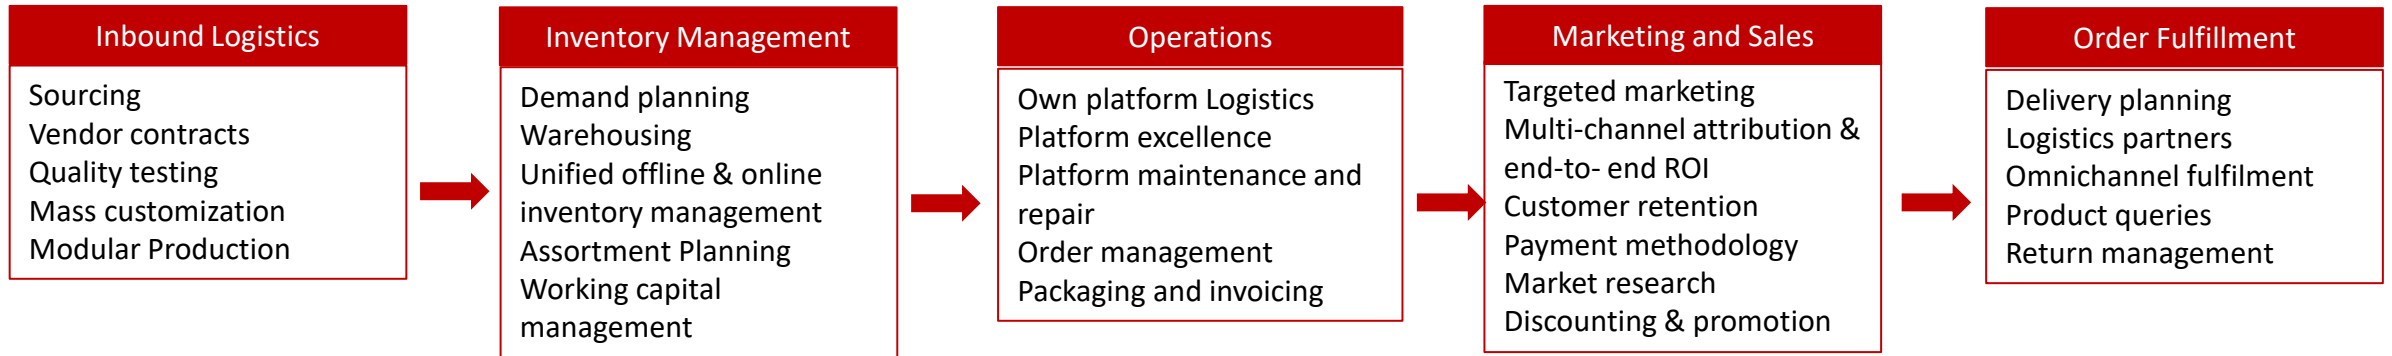 Inbound Logistics
Sourcing
Vendor contracts
Quality testing
Mass customization
Modular Production
Inventory Management
Demand planning
Warehousing
Unified offline & online
inventory management
Assortment Planning
Working capital
management
Operations
Own platform Logistics
Platform excellence
Platform maintenance and
repair
Order management
Packaging and invoicing
Marketing and Sales
Targeted marketing
Multi-channel attribution &
end-to- end ROI
Customer retention
Payment methodology
Market research
Discounting & promotion
Order Fulfillment
Delivery planning
Logistics partners
Omnichannel fulfilment
Product queries
Return management